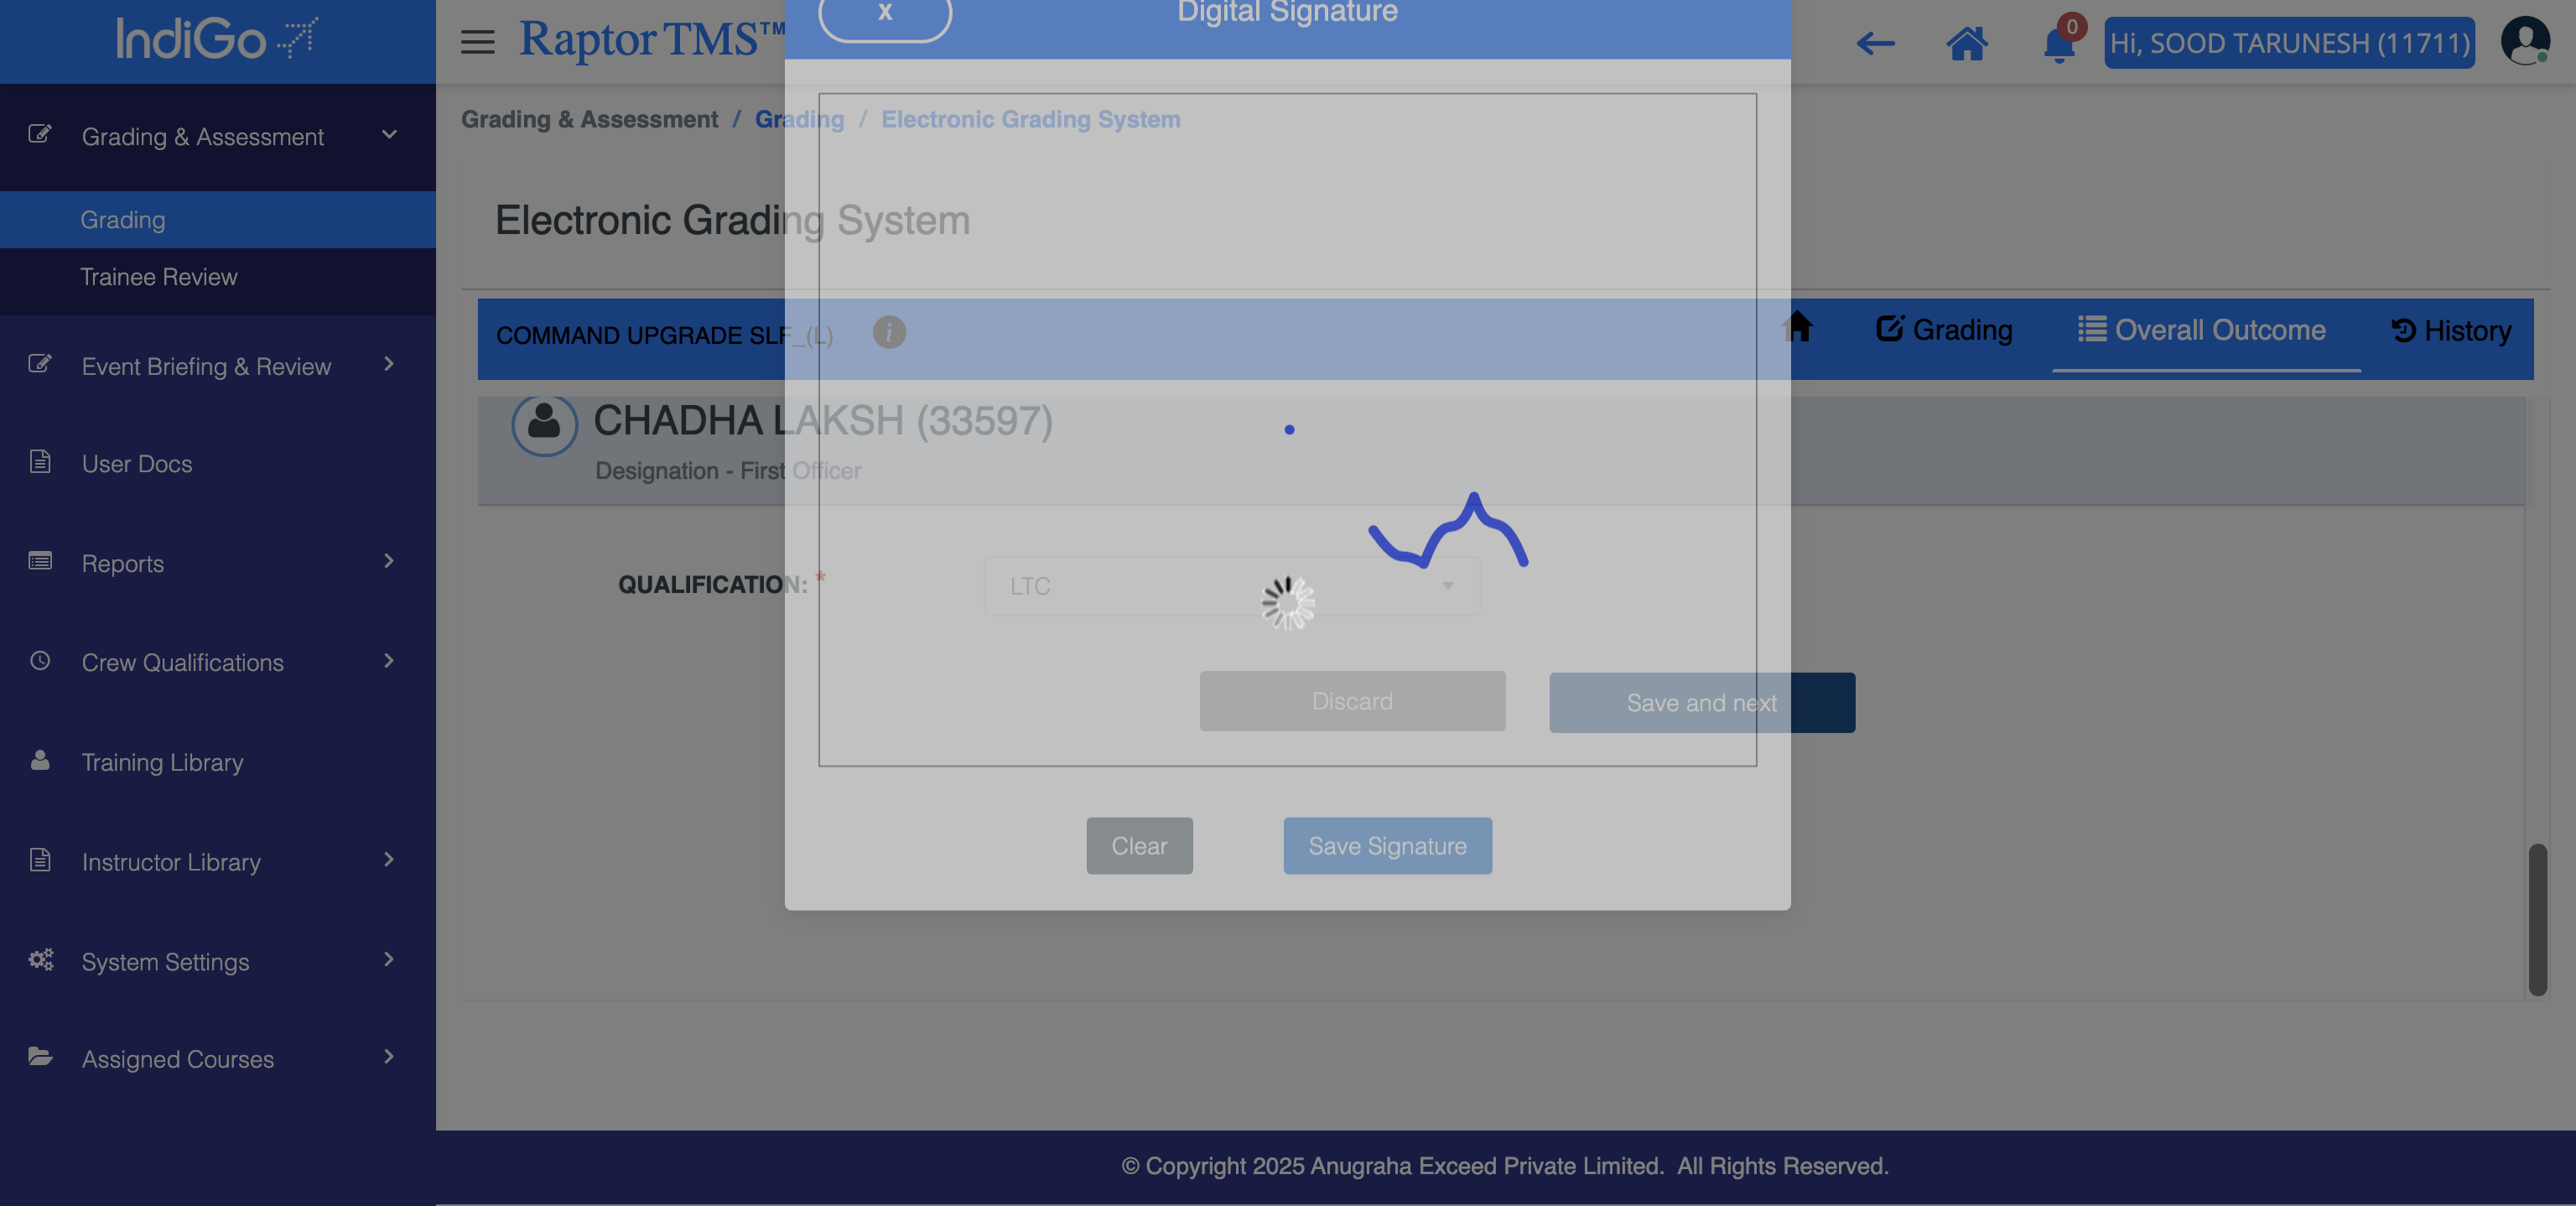 IndiGo
Raptor TMS™
x
Digital Signature
0
Hi, SOOD TARUNESH (11711)
Grading & Assessment
Grading
Trainee Review
Event Briefing & Review
User Docs
Reports
Crew Qualifications
Training Library
Instructor Library
System Settings
Assigned Courses
Grading & Assessment / Grading / Electronic Grading System
Electronic Grading System
COMMAND UPGRADE SLF_(L) i
Grading
Overall Outcome
History
CHADHA LAKSH (33597)
Designation - First Officer
QUALIFICATION: *
LTC
Discard
Save and next
Clear
Save Signature
© Copyright 2025 Anugraha Exceed Private Limited. All Rights Reserved.